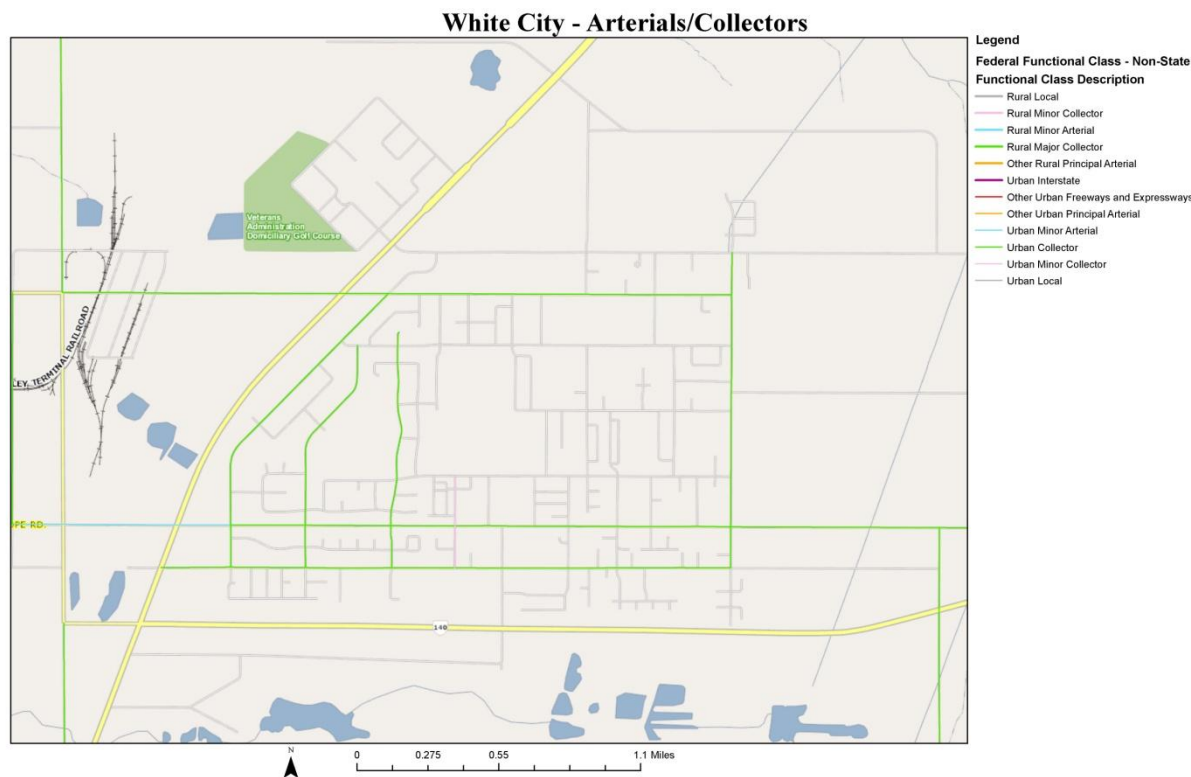 White City - Arterials/Collectors
Legend
Federal Functional Class - Non-State
Functional Class Description
Rural Local
Rural Minor Collector
Rural Minor Arterial
Rural Major Collector
Other Rural Principal Arterial
Urban Interstate
Other Urban Freeways and Expressways
Other Urban Principal Arterial
Urban Minor Arterial
Urban Collector
Urban Minor Collector
Urban Local
Veterans
Administration
Domiciliary Golf Course
LEY TERMINAL RAILROAD
PE RD.
140
N
0 0.275 0.55 1.1 Miles